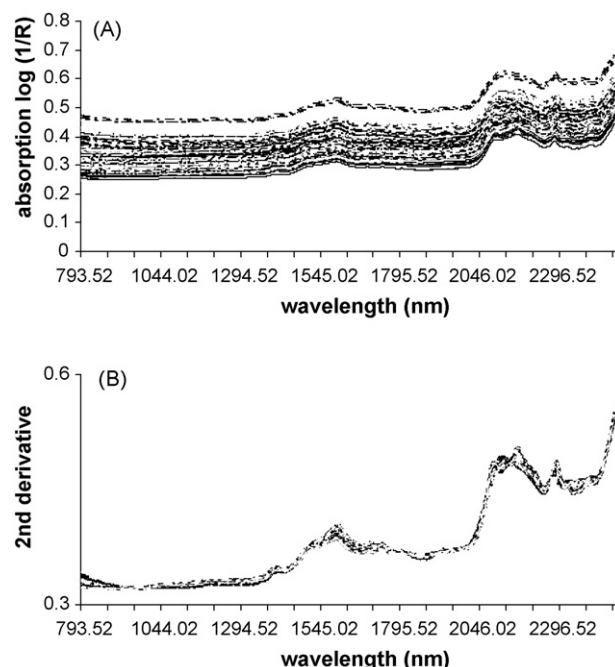 (A)
absorption log (1/R)
0.8
0.7
0.6
0.5
0.4
0.3
0.2
0.1
0
793.52 1044.02 1294.52 1545.02 1795.52 2046.02 2296.52
wavelength (nm)
(B)
2nd derivative
0.6
0.3
793.52 1044.02 1294.52 1545.02 1795.52 2046.02 2296.52
wavelength (nm)